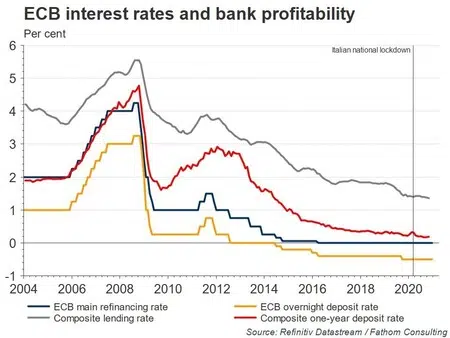 ECB interest rates and bank profitability
Per cent
Italian national lockdown
6
5
4
3
2
1
0
-1
2004 2006 2008 2010 2012 2014 2016 2018 2020
ECB main refinancing rate ECB overnight deposit rate
Composite lending rate Composite one-year deposit rate
Source: Refinitiv Datastream / Fathom Consulting